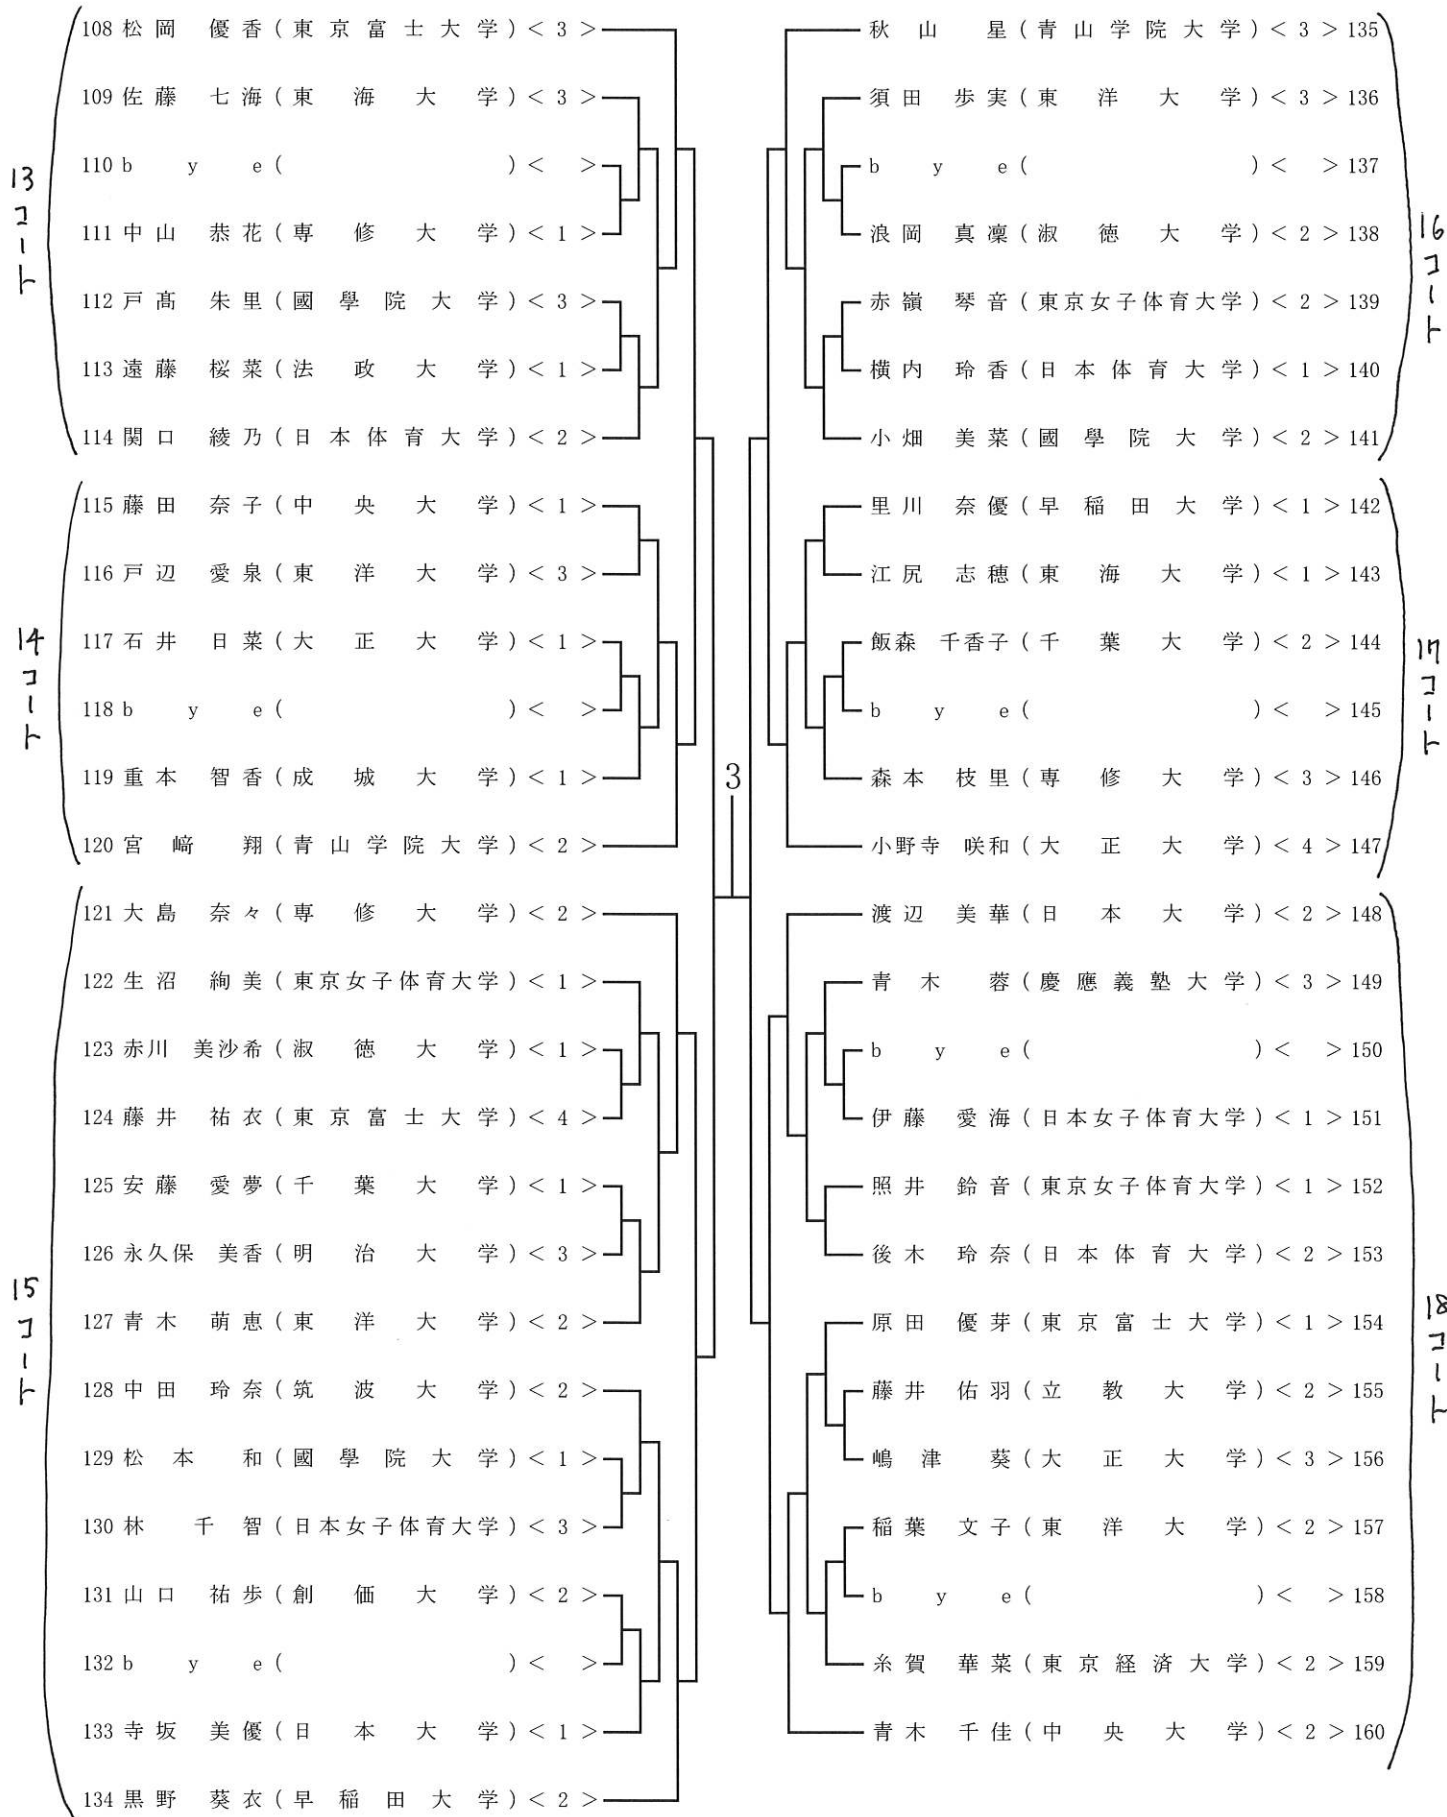 13コート
108 松岡 優香 (東京富士大学) < 3 >
109 佐藤 七海 (東海大学) < 3 >
110 bye ( ) < >
111 中山 恭花 (専修大学) < 1 >
112 戸髙 朱里 (國學院大学) < 3 >
113 遠藤 桜菜 (法政大学) < 1 >
114 関口 綾乃 (日本体育大学) < 2 >
14コート
115 藤田 奈子 (中央大学) < 1 >
116 戸辺 愛泉 (東洋大学) < 3 >
117 石井 日菜 (大正大学) < 1 >
118 bye ( ) < >
119 重本 智香 (成城大学) < 1 >
120 宮﨑 翔 (青山学院大学) < 2 >
15コート
121 大島 奈々 (専修大学) < 2 >
122 生沼 絢美 (東京女子体育大学) < 1 >
123 赤川 美沙希 (淑徳大学) < 1 >
124 藤井 祐衣 (東京富士大学) < 4 >
125 安藤 愛夢 (千葉大学) < 1 >
126 永久保 美香 (明治大学) < 3 >
127 青木 萌恵 (東洋大学) < 2 >
128 中田 玲奈 (筑波大学) < 2 >
129 松本 和 (國學院大学) < 1 >
130 林 千智 (日本女子体育大学) < 3 >
131 山口 祐歩 (創価大学) < 2 >
132 bye ( ) < >
133 寺坂 美優 (日本大学) < 1 >
134 黒野 葵衣 (早稲田大学) < 2 >
3
秋山 星 (青山学院大学) < 3 > 135
須田 歩実 (東洋大学) < 3 > 136
bye ( ) < > 137
浪岡 真凜 (淑徳大学) < 2 > 138
赤嶺 琴音 (東京女子体育大学) < 2 > 139
横内 玲香 (日本体育大学) < 1 > 140
小畑 美菜 (國學院大学) < 2 > 141
16コート
里川 奈優 (早稲田大学) < 1 > 142
江尻 志穂 (東海大学) < 1 > 143
飯森 千香子 (千葉大学) < 2 > 144
bye ( ) < > 145
森本 枝里 (専修大学) < 3 > 146
小野寺 咲和 (大正大学) < 4 > 147
17コート
渡辺 美華 (日本大学) < 2 > 148
青木 蓉 (慶應義塾大学) < 3 > 149
bye ( ) < > 150
伊藤 愛海 (日本女子体育大学) < 1 > 151
照井 鈴音 (東京女子体育大学) < 1 > 152
後木 玲奈 (日本体育大学) < 2 > 153
原田 優芽 (東京富士大学) < 1 > 154
藤井 佑羽 (立教大学) < 2 > 155
嶋津 葵 (大正大学) < 3 > 156
稲葉 文子 (東洋大学) < 2 > 157
bye ( ) < > 158
糸賀 華菜 (東京経済大学) < 2 > 159
青木 千佳 (中央大学) < 2 > 160
18コート